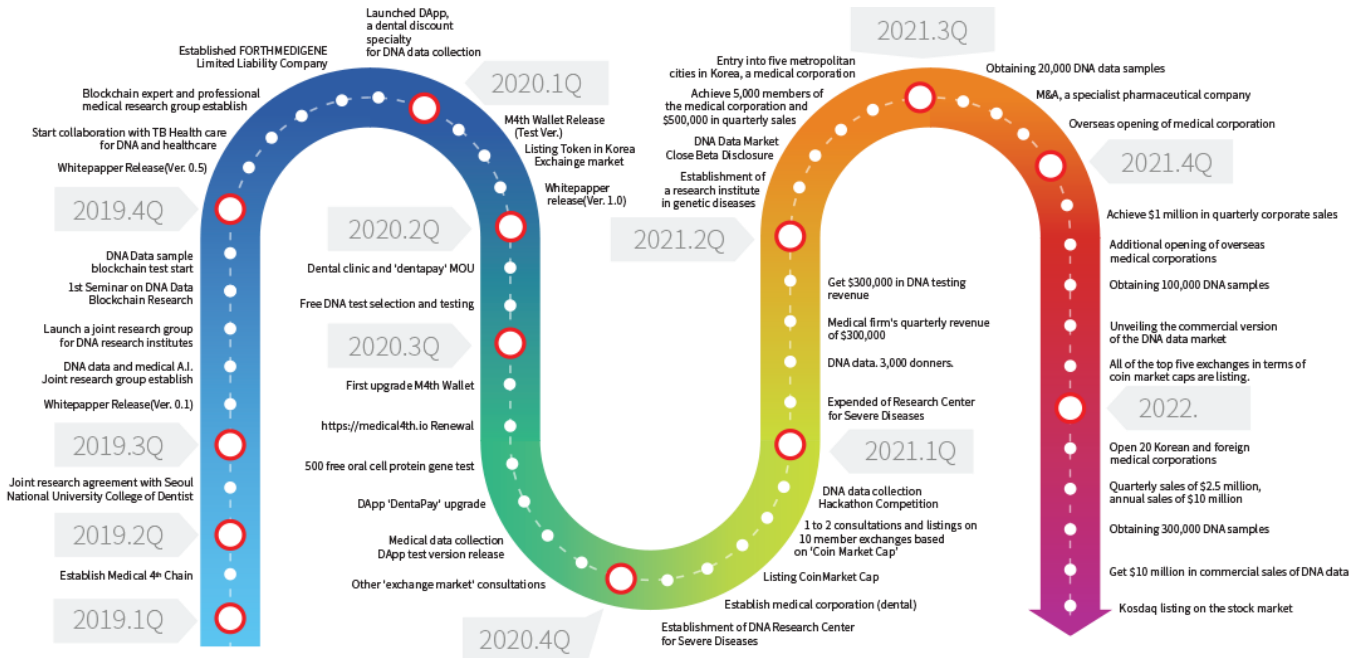 2019.1Q
Establish Medical 4th Chain
2019.2Q
Joint research agreement with Seoul
National University College of Dentist
2019.3Q
Whitepapper Release(Ver. 0.1)
DNA data and medical A.I.
Joint research group establish
Launch a joint research group
for DNA research institutes
1st Seminar on DNA Data
Blockchain Research
DNA Data sample
blockchain test start
2019.4Q
Whitepapper Release(Ver. 0.5)
Start collaboration with TB Health care
for DNA and healthcare
Blockchain expert and professional
medical research group establish
Established FORTHMEDIGENE
Limited Liability Company
Launched DApp,
a dental discount
specialty
for DNA data collection
2020.1Q
M4th Wallet Release
(Test Ver.)
Listing Token in Korea
Exchainge market
Whitepapper
release(Ver. 1.0)
2020.2Q
Dental clinic and 'dentapay' MOU
Free DNA test selection and testing
2020.3Q
First upgrade M4th Wallet
https://medical4th.io Renewal
500 free oral cell protein gene test
DApp 'DentaPay' upgrade
Medical data collection
DApp test version release
Other 'exchange market' consultations
2020.4Q
Establishment of DNA Research Center
for Severe Diseases
Establish medical corporation (dental)
Listing CoinMarket Cap
1 to 2 consultations and listings on
10 member exchanges based
on 'Coin Market Cap'
DNA data collection
Hackathon Competition
2021.1Q
Expended of Research Center
for Severe Diseases
DNA data. 3,000 donners.
Medical firm's quarterly revenue
of $300,000
Get $300,000 in DNA testing
revenue
2021.2Q
Establishment of
a research institute
in genetic diseases
DNA Data Market
Close Beta Disclosure
Achieve 5,000 members of
the medical corporation and
$500,000 in quarterly sales
Entry into five metropolitan
cities in Korea, a medical corporation
2021.3Q
Obtaining 20,000 DNA data samples
M&A, a specialist pharmaceutical company
Overseas opening of medical corporation
2021.4Q
Achieve $1 million in quarterly corporate sales
Additional opening of overseas
medical corporations
Obtaining 100,000 DNA samples
Unveiling the commercial version
of the DNA data market
All of the top five exchanges in terms of
coin market caps are listing.
2022.
Open 20 Korean and foreign
medical corporations
Quarterly sales of $2.5 million,
annual sales of $10 million
Obtaining 300,000 DNA samples
Get $10 million in commercial sales of DNA data
Kosdaq listing on the stock market